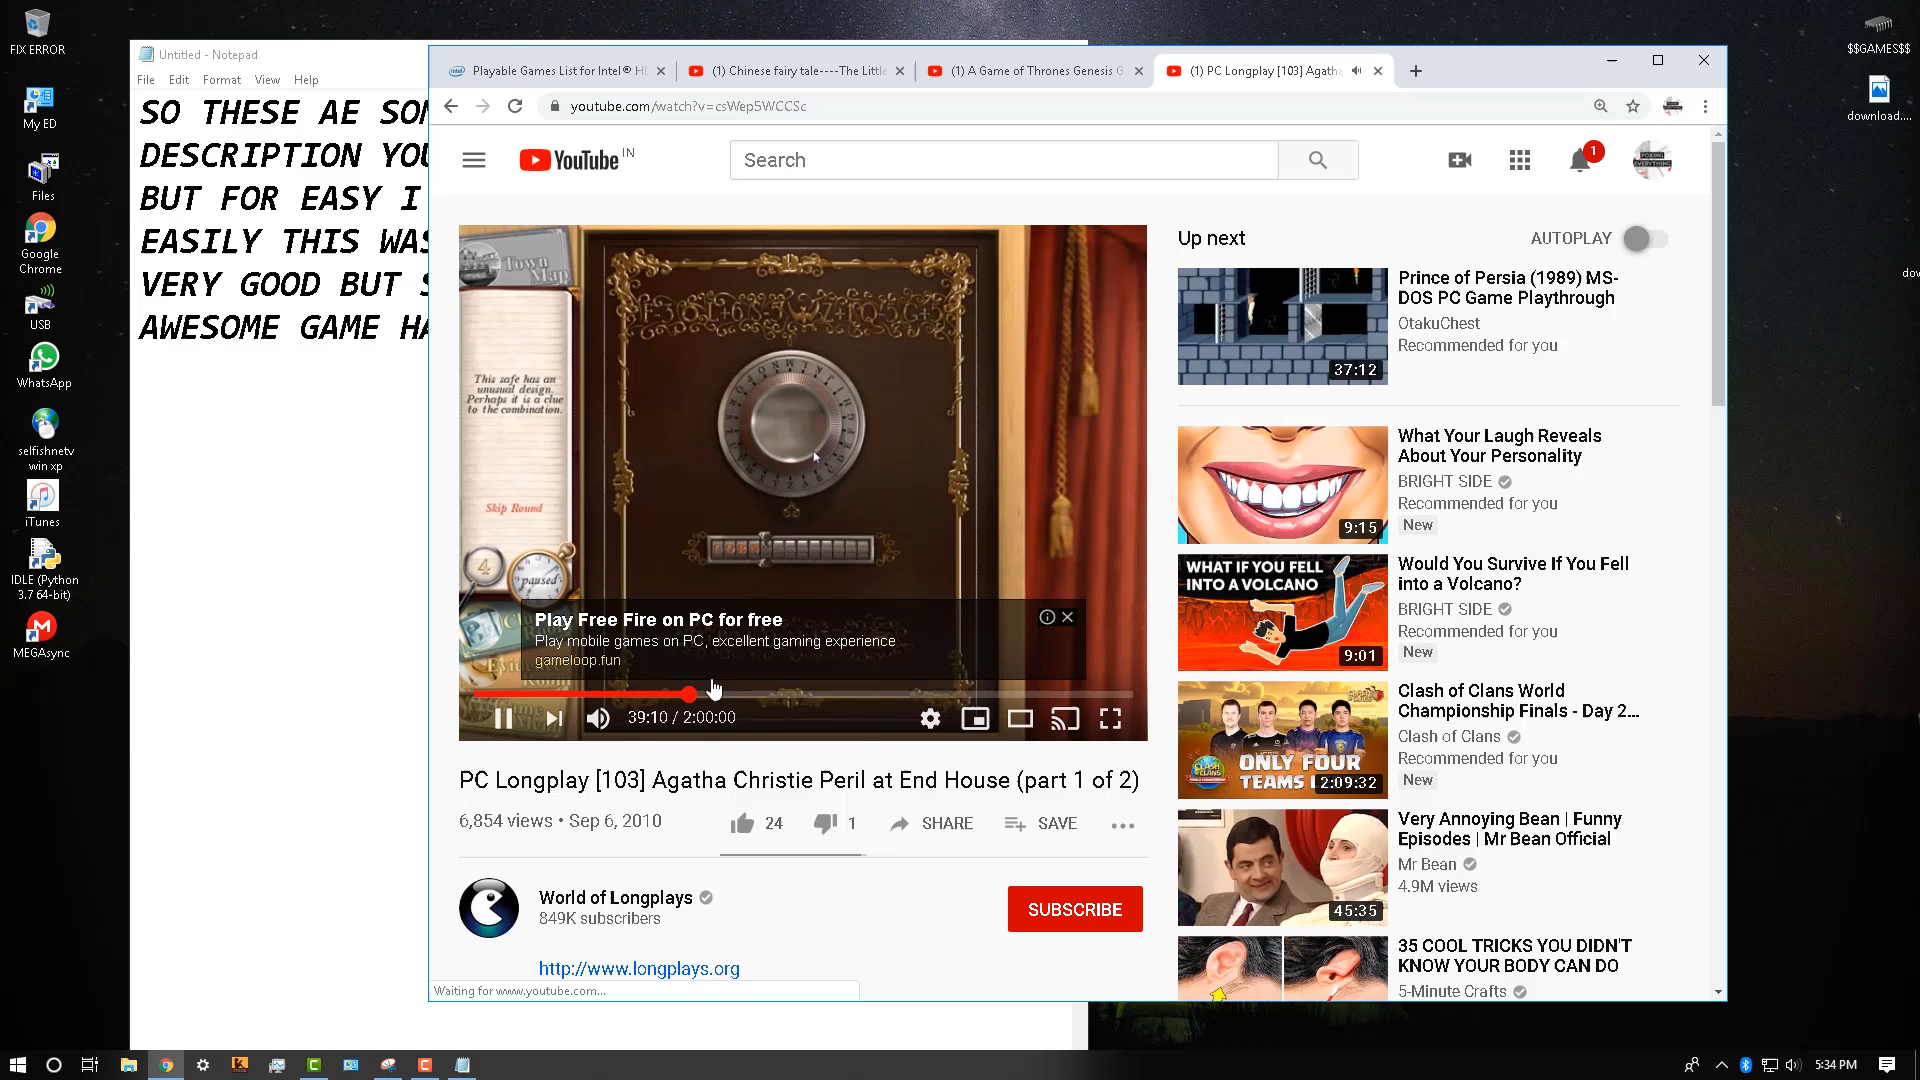 FIX ERROR
My ED
Files
Google
Chrome
USB
WhatsApp
selfishnetv
win xp
iTunes
IDLE (Python
3.7 64-bit)
MEGAsync
$$GAMES$$
download....
dov
Untitled - Notepad
File Edit Format View Help
SO THESE AE SOM
DESCRIPTION YOU
BUT FOR EASY I
EASILY THIS WAS
VERY GOOD BUT S
AWESOME GAME HA
Playable Games List for Intel® HD
(1) Chinese fairy tale----The Little
(1) A Game of Thrones Genesis G
(1) PC Longplay [103] Agatha
youtube.com/watch?v=csWep5WCCSc
YouTube IN
Search
1
Town
Map
This safe has an
unusual design.
Perhaps it is a clue
to the combination.
Skip Round
4
paused
Play Free Fire on PC for free
Play mobile games on PC, excellent gaming experience
gameloop.fun
39:10 / 2:00:00
PC Longplay [103] Agatha Christie Peril at End House (part 1 of 2)
6,854 views • Sep 6, 2010
24
1
SHARE
SAVE
World of Longplays
849K subscribers
SUBSCRIBE
http://www.longplays.org
Waiting for www.youtube.com...
Up next
AUTOPLAY
37:12
Prince of Persia (1989) MS-
DOS PC Game Playthrough
OtakuChest
Recommended for you
9:15
What Your Laugh Reveals
About Your Personality
BRIGHT SIDE
Recommended for you
New
WHAT IF YOU FELL
INTO A VOLCANO
9:01
Would You Survive If You Fell
into a Volcano?
BRIGHT SIDE
Recommended for you
New
ONLY FOUR
TEAMS
2:09:32
Clash of Clans World
Championship Finals - Day 2...
Clash of Clans
Recommended for you
New
45:35
Very Annoying Bean | Funny
Episodes | Mr Bean Official
Mr Bean
4.9M views
35 COOL TRICKS YOU DIDN'T
KNOW YOUR BODY CAN DO
5-Minute Crafts
5:34 PM